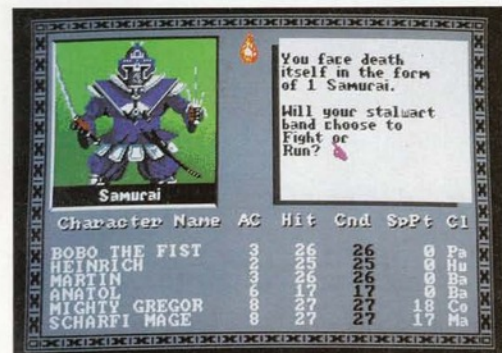 You face death
itself in the form
of 1 Samurai.
Will your stalwart
band choose to
Fight or
Run?
Samurai
Character Name AC Hit Cnd SpPt Cl
BOBO THE FIST 3 26 26 0 Pa
HEINRICH 2 25 25 0 Hu
MARTIN 3 26 26 0 Ba
ANATOL 6 17 17 0 Ba
MIGHTY GREGOR 8 27 27 18 Co
SCHARFI MAGE 8 27 27 17 Ma